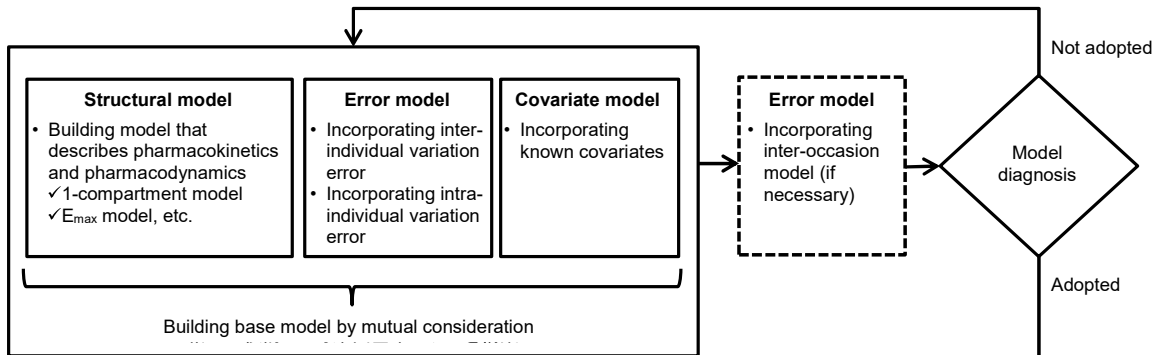 Not adopted
Structural model
• Building model that
describes pharmacokinetics
and pharmacodynamics
✓1-compartment model
✓Emax model, etc.
Error model
• Incorporating inter-
individual variation
error
• Incorporating intra-
individual variation
error
Covariate model
• Incorporating
known covariates
Error model
• Incorporating
inter-occasion
model (if
necessary)
Model
diagnosis
Adopted
Building base model by mutual consideration